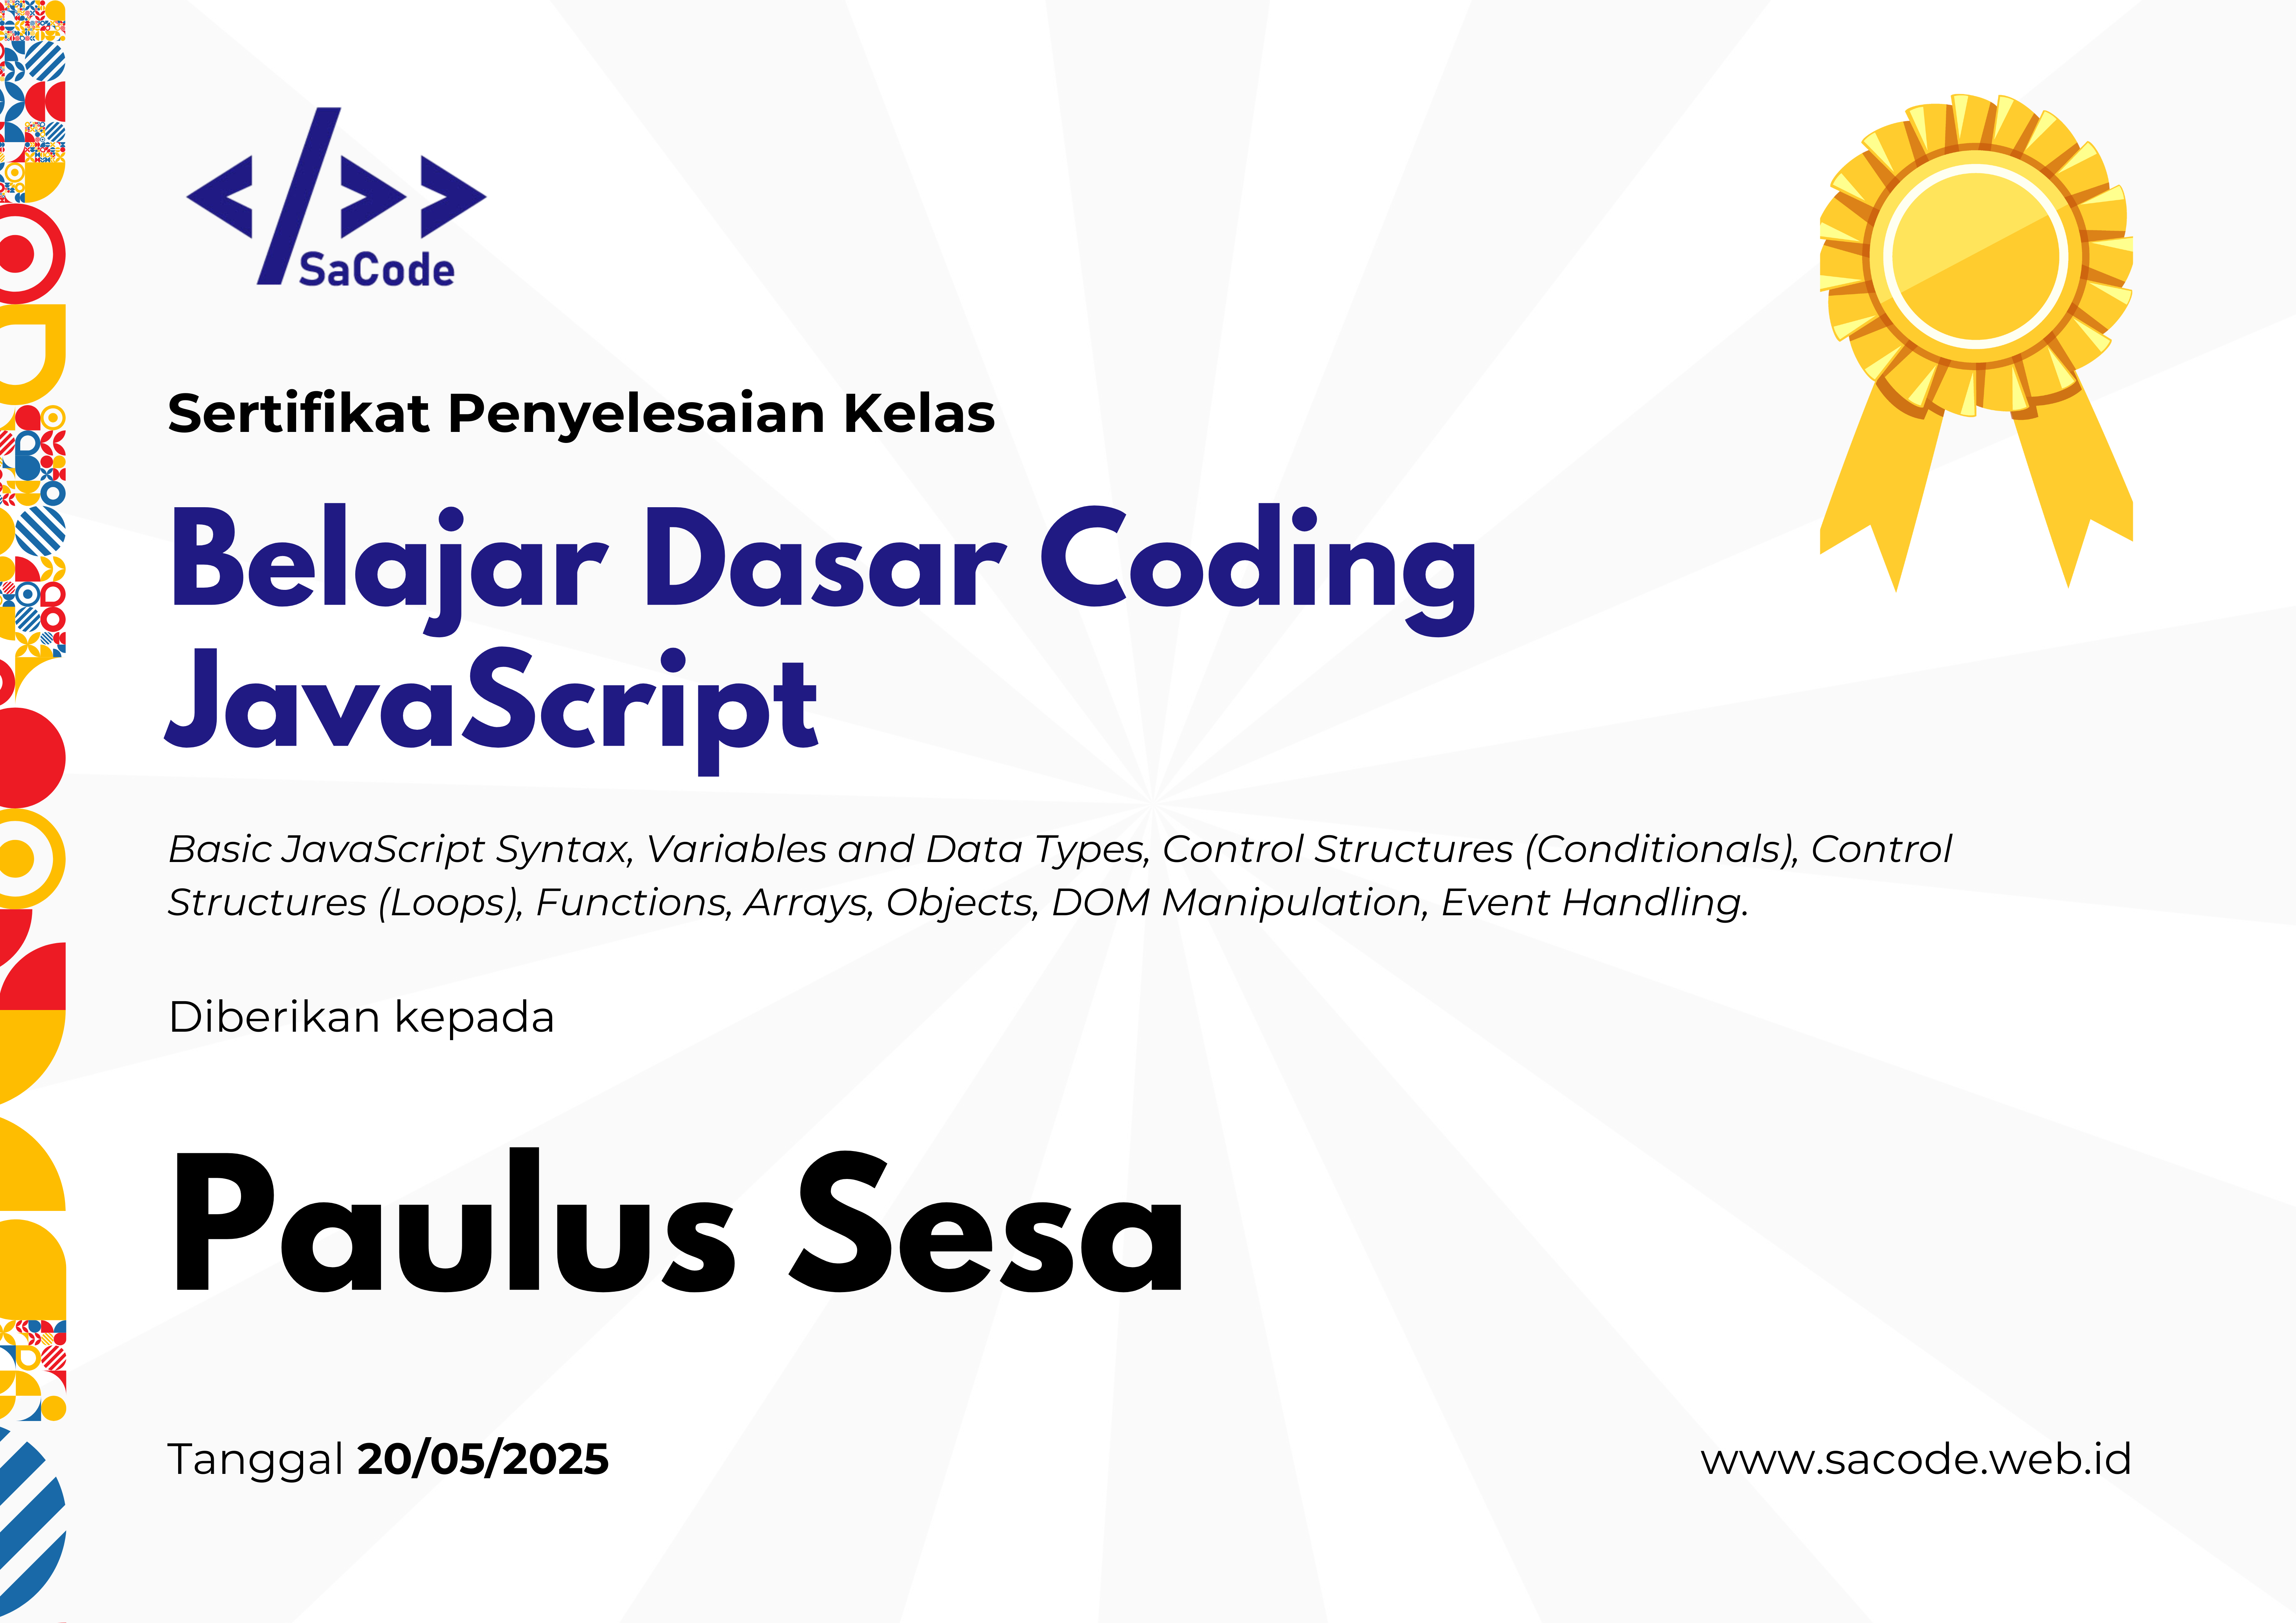 </>>
SaCode
Sertifikat Penyelesaian Kelas
Belajar Dasar Coding
JavaScript
Basic JavaScript Syntax, Variables and Data Types, Control Structures (Conditionals), Control
Structures (Loops), Functions, Arrays, Objects, DOM Manipulation, Event Handling.
Diberikan kepada
Paulus Sesa
Tanggal 20/05/2025
www.sacode.web.id